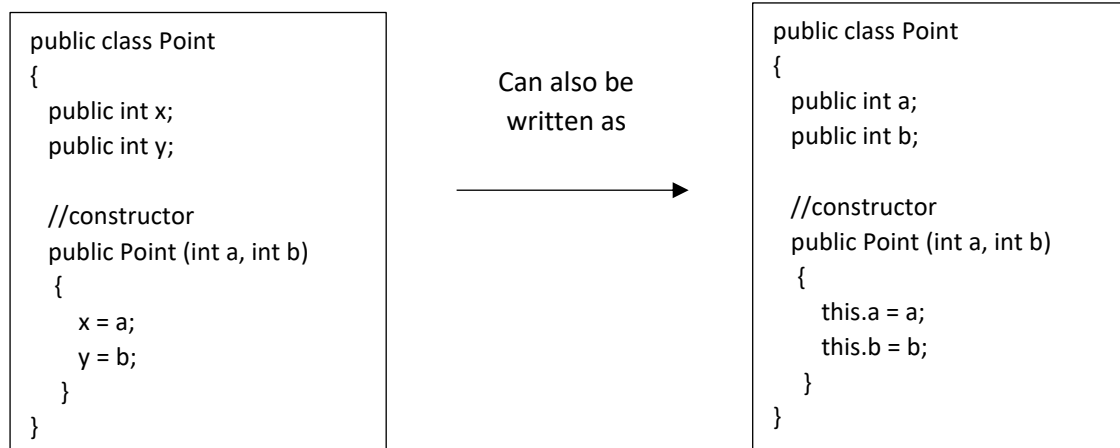 public class Point
{
public int x;
public int y;
//constructor
public Point (int a, int b)
{
x = a;
y = b;
}
}
Can also be
written as
public class Point
{
public int a;
public int b;
//constructor
public Point (int a, int b)
{
this.a = a;
this.b = b;
}
}